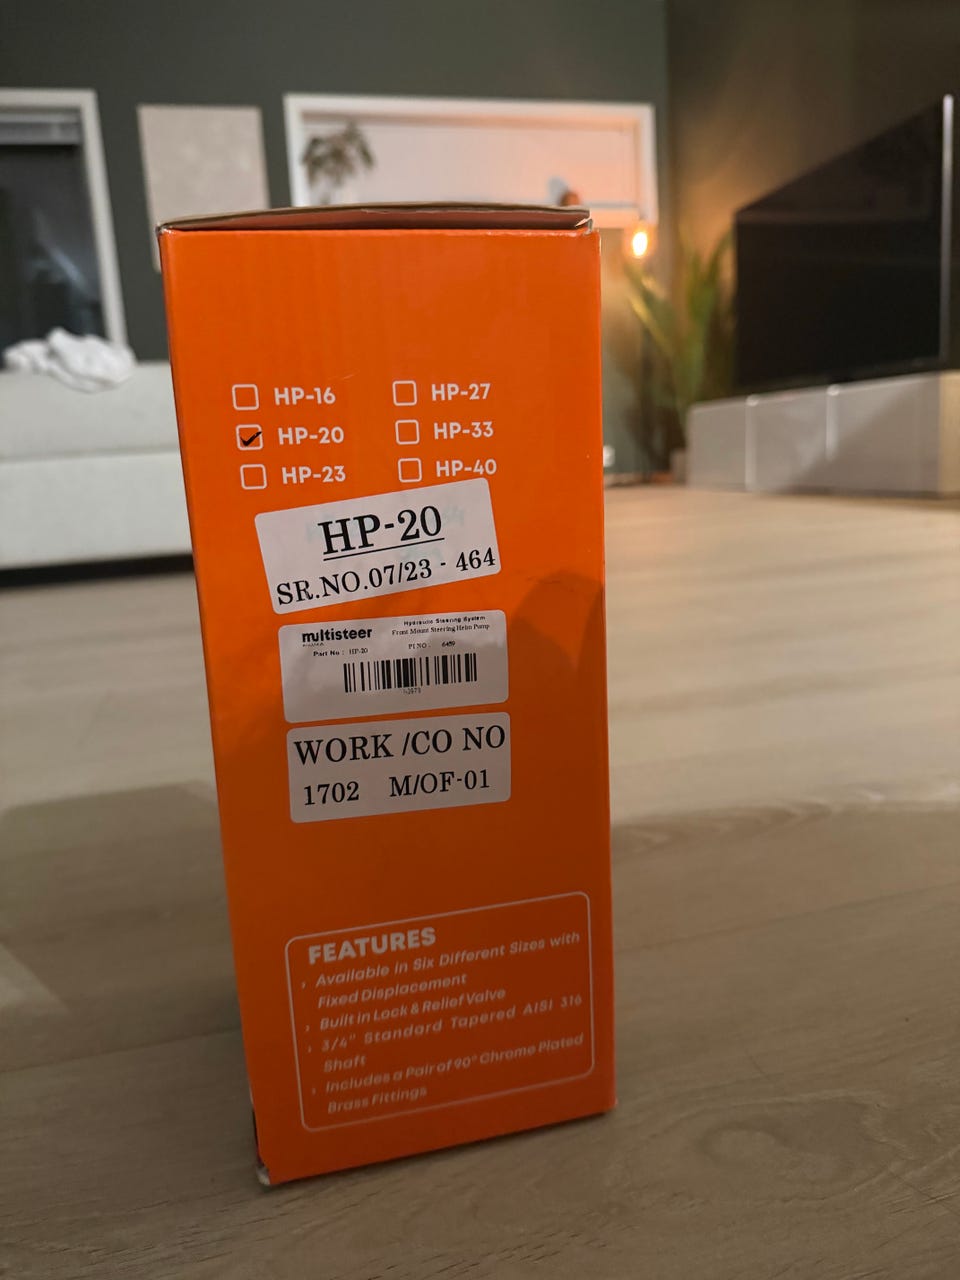 HP-16
HP-27
HP-20
HP-33
HP-23
HP-40
HP-20
SR.NO.07/23 - 464
multisteer
Hydraulic Steering System
Front Mount Steering Helm Pump
Part No : HP-20
PI NO : 6459
WORK /CO NO
1702 M/OF-01
FEATURES
› Available in Six Different Sizes with
Fixed Displacement
› Built in Lock & Relief Valve
› 3/4" Standard Tapered AISI 316
Shaft
› Includes a Pair of 90° Chrome Plated
Brass Fittings